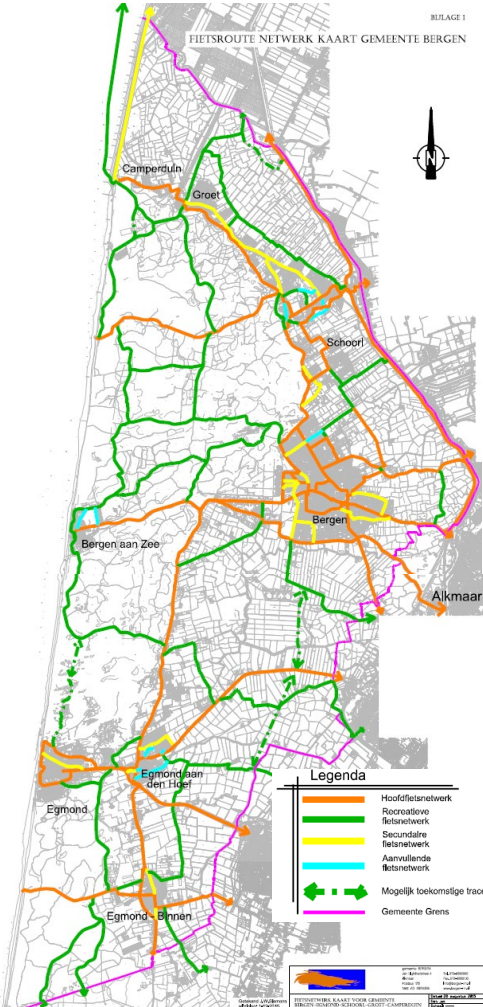 BIJLAGE 1
FIETSROUTE NETWERK KAART GEMEENTE BERGEN
N
Camperduin
Groet
Schoorl
Bergen
Bergen aan Zee
Alkmaar
Egmond aan
den Hoef
Egmond
Egmond - Binnen
Legenda
Hoofdfietsnetwerk
Recreatieve
fietsnetwerk
Secundaire
fietsnetwerk
Aanvullende
fietsnetwerk
Mogelijk toekomstige trace
Gemeente Grens
FIETSNETWERK KAART VOOR GEMEENTE
BERGEN-EGMOND-SCHOORL-GROET-CAMPERDUIN